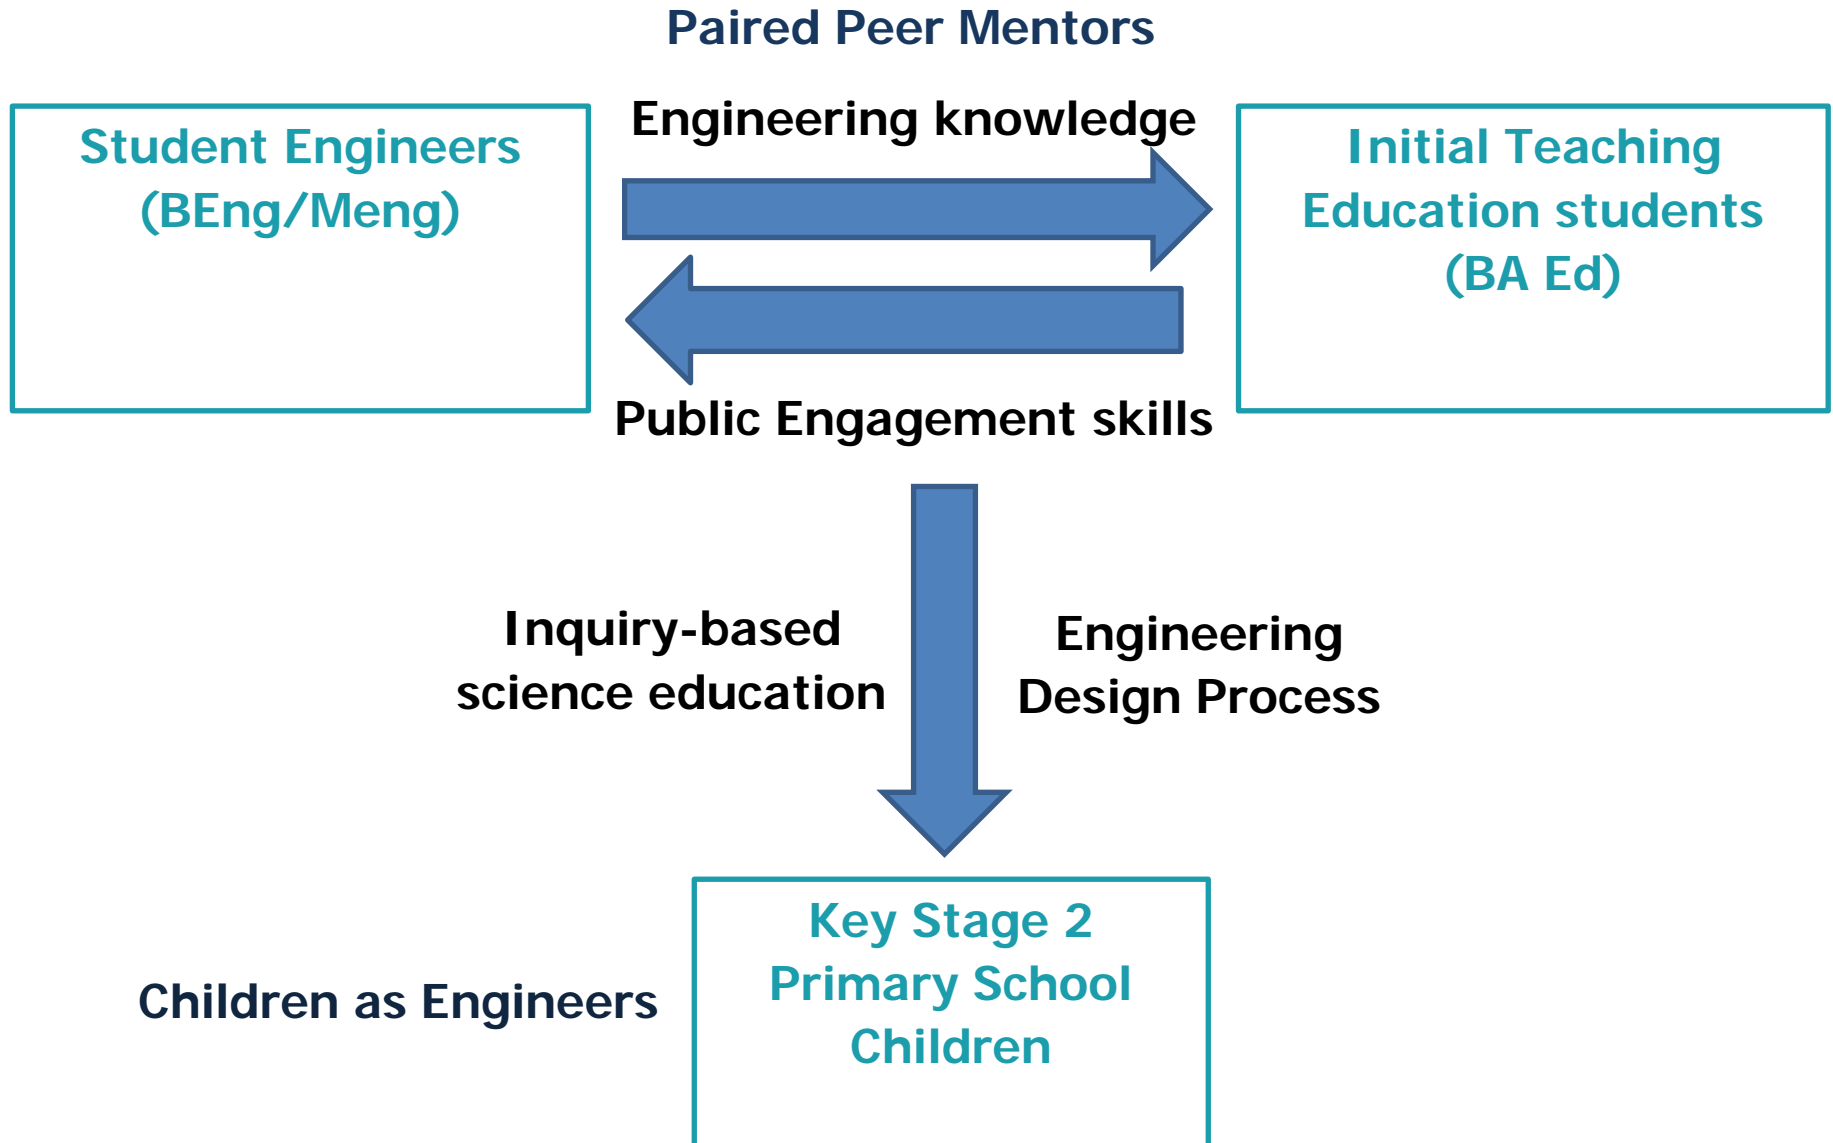 Paired Peer Mentors
Student Engineers
(BEng/Meng)
Engineering knowledge
Initial Teaching
Education students
(BA Ed)
Public Engagement skills
Inquiry-based
science education
Engineering
Design Process
Children as Engineers
Key Stage 2
Primary School
Children